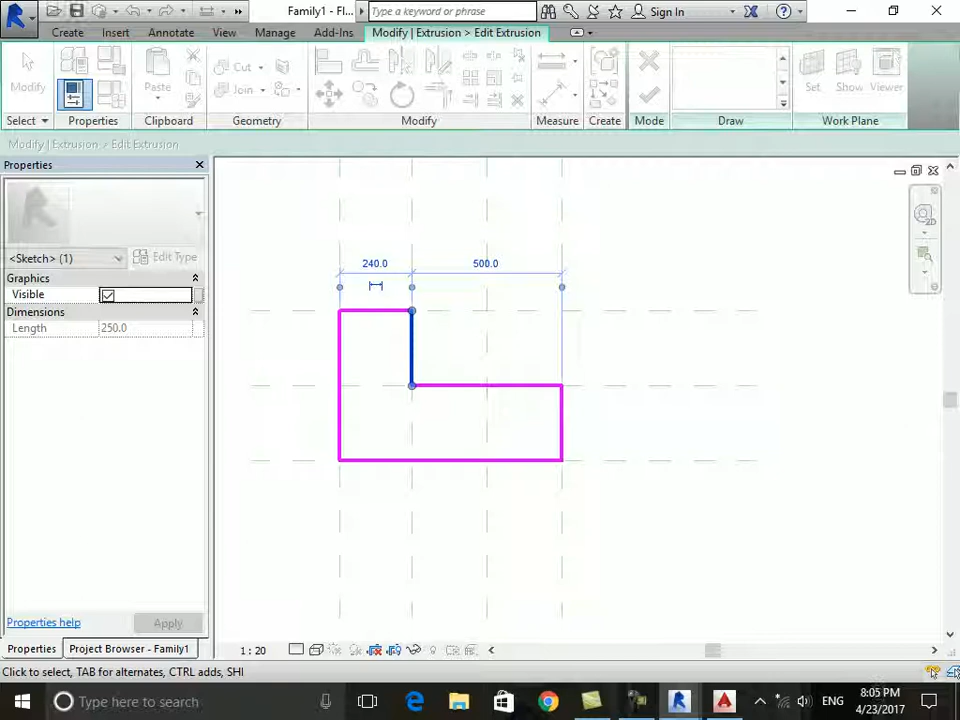 Family1 - Fl...
Type a keyword or phrase
Sign In
Create Insert Annotate View Manage Add-Ins Modify | Extrusion > Edit Extrusion
Modify
Paste
Cut
Join
Set Show Viewer
Select Properties Clipboard Geometry Modify Measure Create Mode Draw Work Plane
Modify | Extrusion > Edit Extrusion
Properties
<Sketch> (1)
Edit Type
Graphics
Visible
Dimensions
Length 250.0
240.0 500.0
2D
Properties help
Apply
Properties Project Browser - Family1
1 : 20
Click to select, TAB for alternates, CTRL adds, SHI
Type here to search
ENG
8:05 PM
4/23/2017